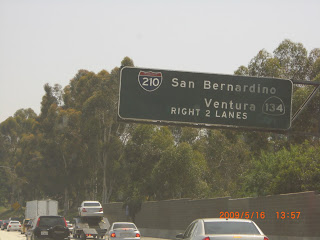 210 San Bernardino
Ventura 134
RIGHT 2 LANES
2009/5/16 13:57